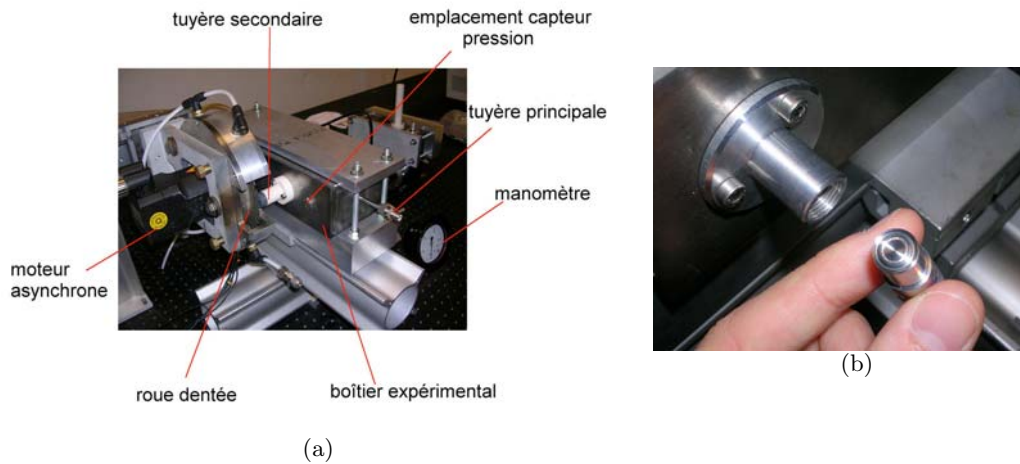 tuyère secondaire
emplacement capteur
pression
tuyère principale
manomètre
moteur
asynchrone
roue dentée
boîtier expérimental
(a)
(b)